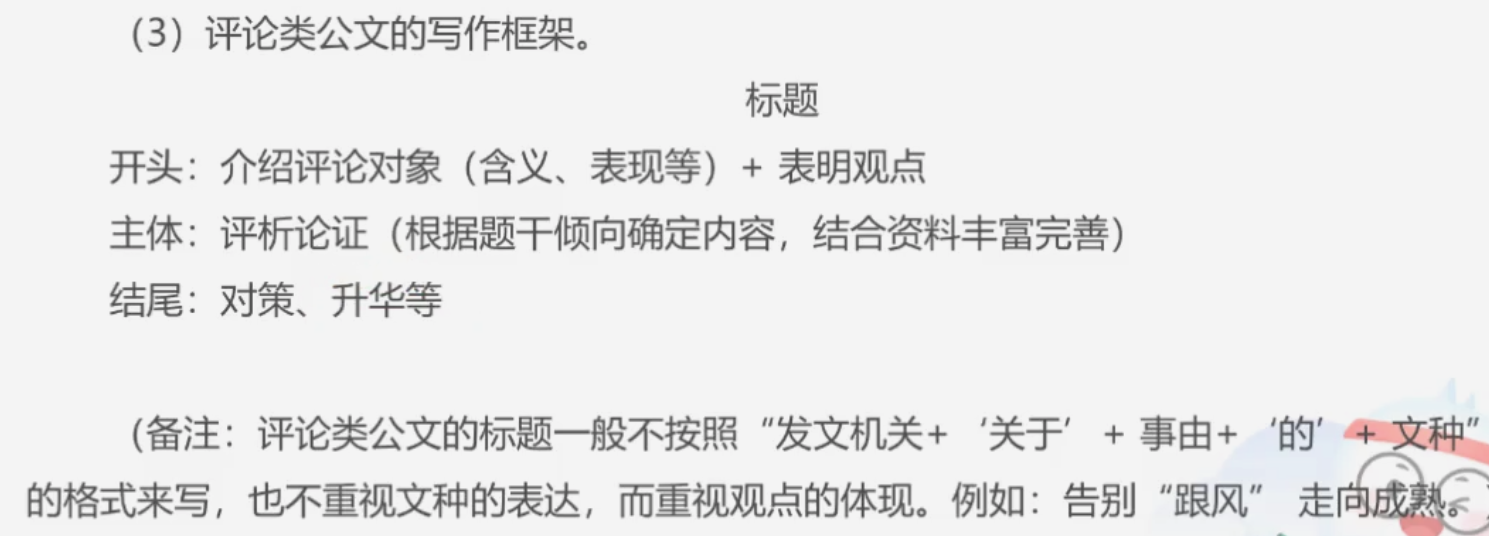 （3）评论类公文的写作框架。
标题
开头：介绍评论对象（含义、表现等）+ 表明观点
主体：评析论证（根据题干倾向确定内容，结合资料丰富完善）
结尾：对策、升华等
（备注：评论类公文的标题一般不按照“发文机关+ ‘关于’ + 事由+ ‘的’ + 文种”
的格式来写，也不重视文种的表达，而重视观点的体现。例如：告别“跟风” 走向成熟。）